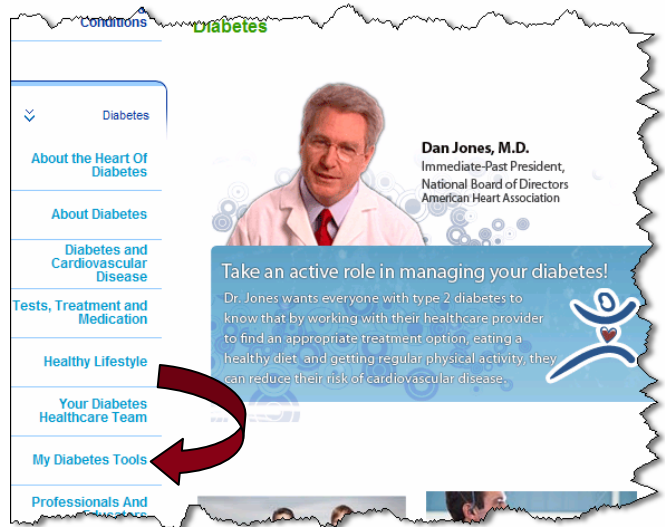 Conditions
Diabetes
Diabetes
About the Heart Of
Diabetes
About Diabetes
Diabetes and
Cardiovascular
Disease
Tests, Treatment and
Medication
Healthy Lifestyle
Your Diabetes
Healthcare Team
My Diabetes Tools
Professionals And
Educators
Dan Jones, M.D.
Immediate-Past President,
National Board of Directors
American Heart Association
Take an active role in managing your diabetes!
Dr. Jones wants everyone with type 2 diabetes to
know that by working with their healthcare provider
to find an appropriate treatment option, eating a
healthy diet and getting regular physical activity, they
can reduce their risk of cardiovascular disease.